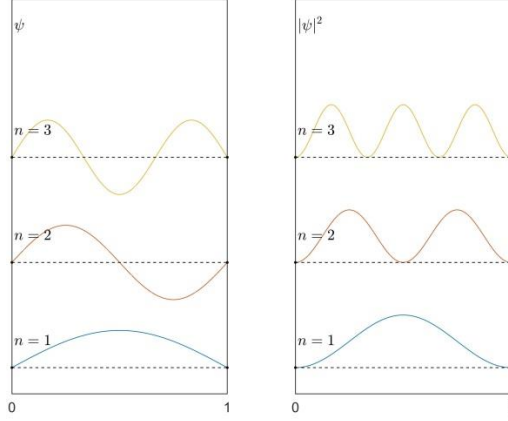 ψ
n = 3
n = 2
n = 1
0 1
|ψ|²
n = 3
n = 2
n = 1
0